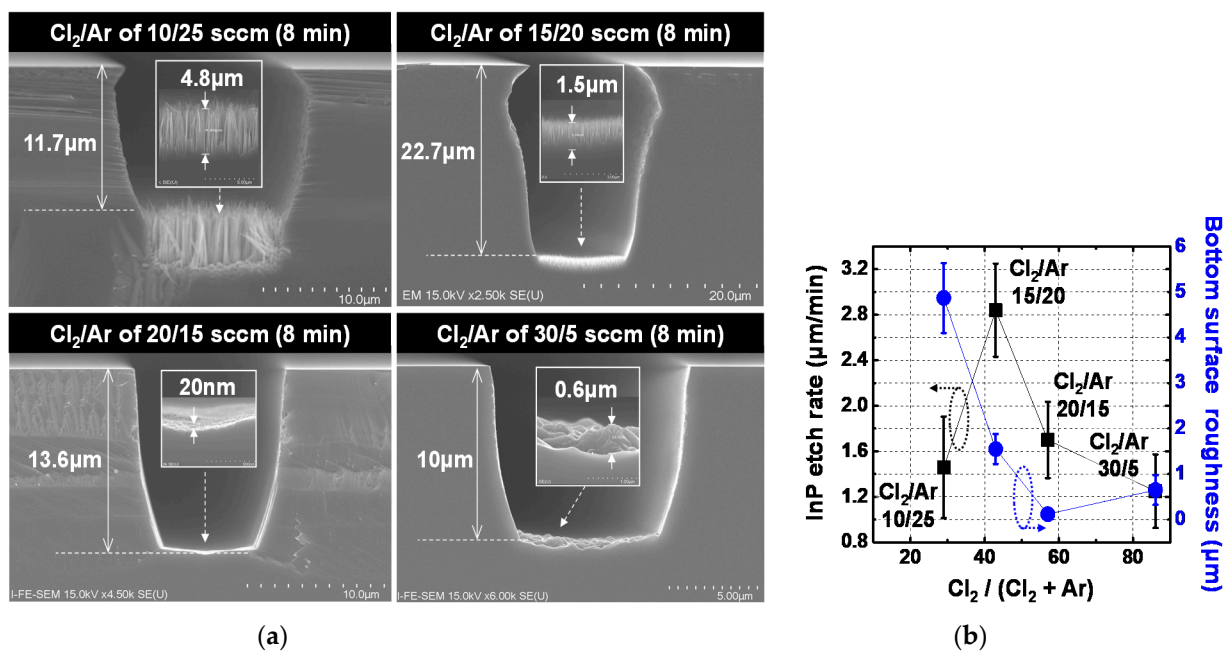 Cl₂/Ar of 10/25 sccm (8 min)
4.8μm
11.7μm
10.0μm
Cl₂/Ar of 15/20 sccm (8 min)
1.5μm
22.7μm
EM 15.0kV x2.50k SE(U)
20.0μm
Cl₂/Ar of 20/15 sccm (8 min)
20nm
13.6μm
I-FE-SEM 15.0kV x4.50k SE(U)
10.0μm
Cl₂/Ar of 30/5 sccm (8 min)
0.6μm
10μm
I-FE-SEM 15.0kV x6.00k SE(U)
5.00μm
(a)
InP etch rate (μm/min)
3.2
2.8
2.4
2.0
1.6
1.2
0.8
20
40
60
80
Cl₂ / (Cl₂ + Ar)
6
5
4
3
2
1
0
Bottom surface roughness (μm)
Cl₂/Ar
15/20
Cl₂/Ar
20/15
Cl₂/Ar
30/5
Cl₂/Ar
10/25
(b)